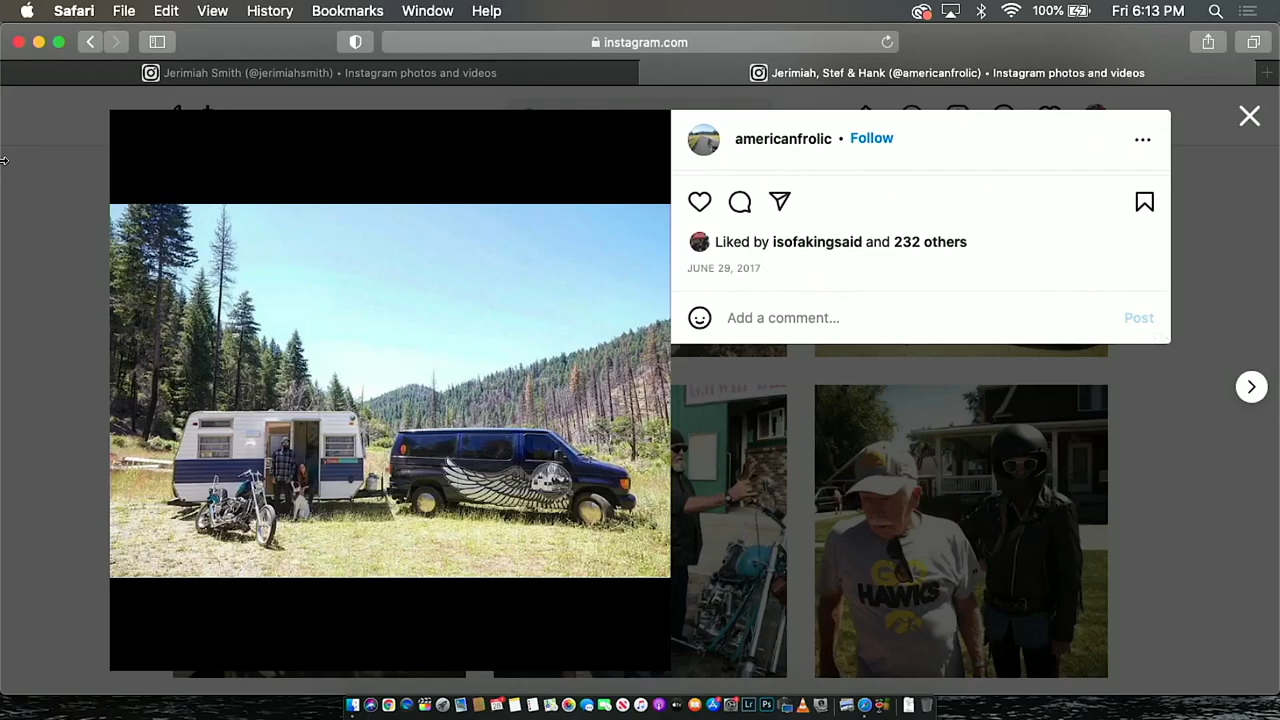 Safari File Edit View History Bookmarks Window Help 100% Fri 6:13 PM
instagram.com
Jerimiah Smith (@jerimiahsmith) • Instagram photos and videos
Jerimiah, Stef & Hank (@americanfrolic) • Instagram photos and videos
americanfrolic • Follow
Liked by isofakingsaid and 232 others
JUNE 29, 2017
Add a comment... Post
GO
HAWKS